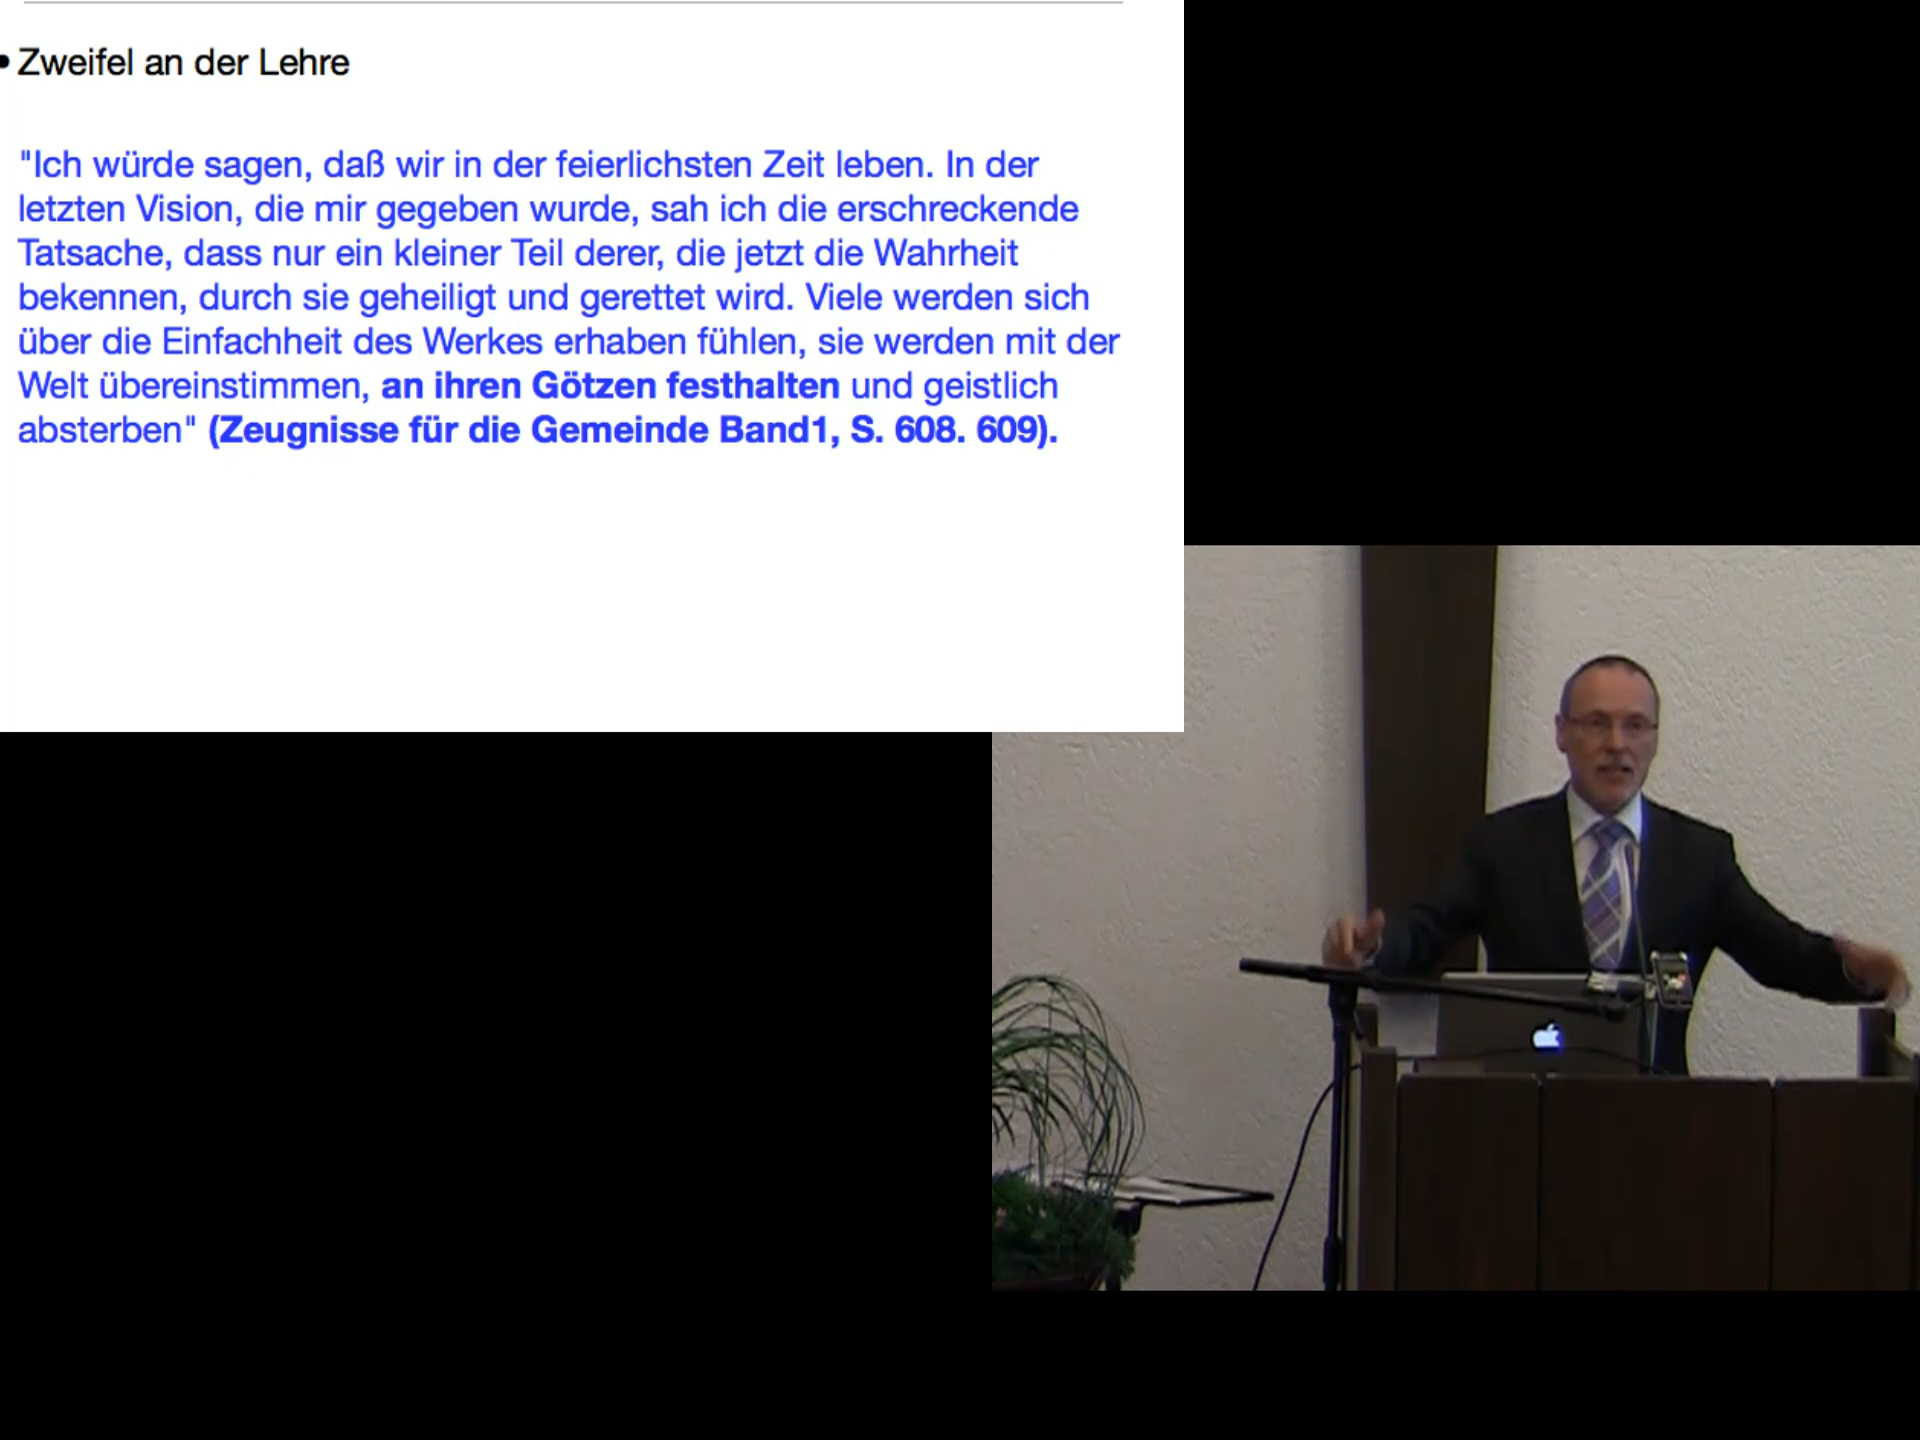 • Zweifel an der Lehre
"Ich würde sagen, daß wir in der feierlichsten Zeit leben. In der
letzten Vision, die mir gegeben wurde, sah ich die erschreckende
Tatsache, dass nur ein kleiner Teil derer, die jetzt die Wahrheit
bekennen, durch sie geheiligt und gerettet wird. Viele werden sich
über die Einfachheit des Werkes erhaben fühlen, sie werden mit der
Welt übereinstimmen, an ihren Götzen festhalten und geistlich
absterben" (Zeugnisse für die Gemeinde Band1, S. 608. 609).